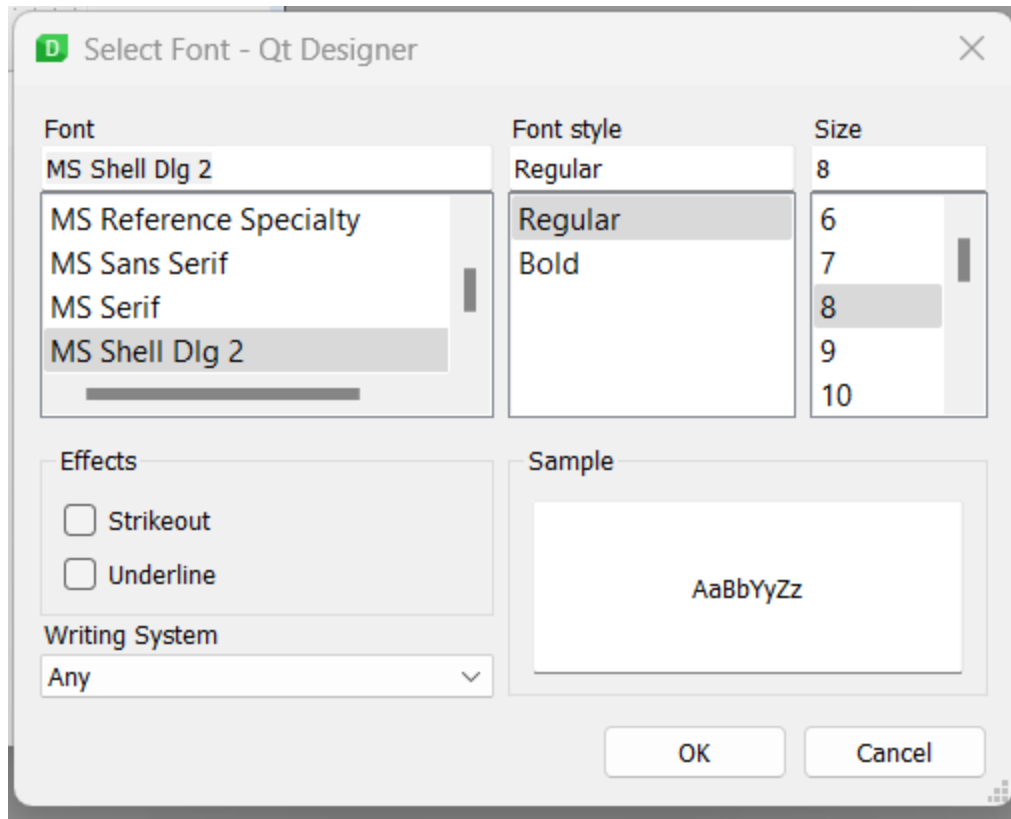 Select Font - Qt Designer
Font
MS Shell Dlg 2
MS Reference Specialty
MS Sans Serif
MS Serif
MS Shell Dlg 2
Font style
Regular
Regular
Bold
Size
8
6
7
8
9
10
Effects
Strikeout
Underline
Writing System
Any
Sample
AaBbYyZz
OK
Cancel